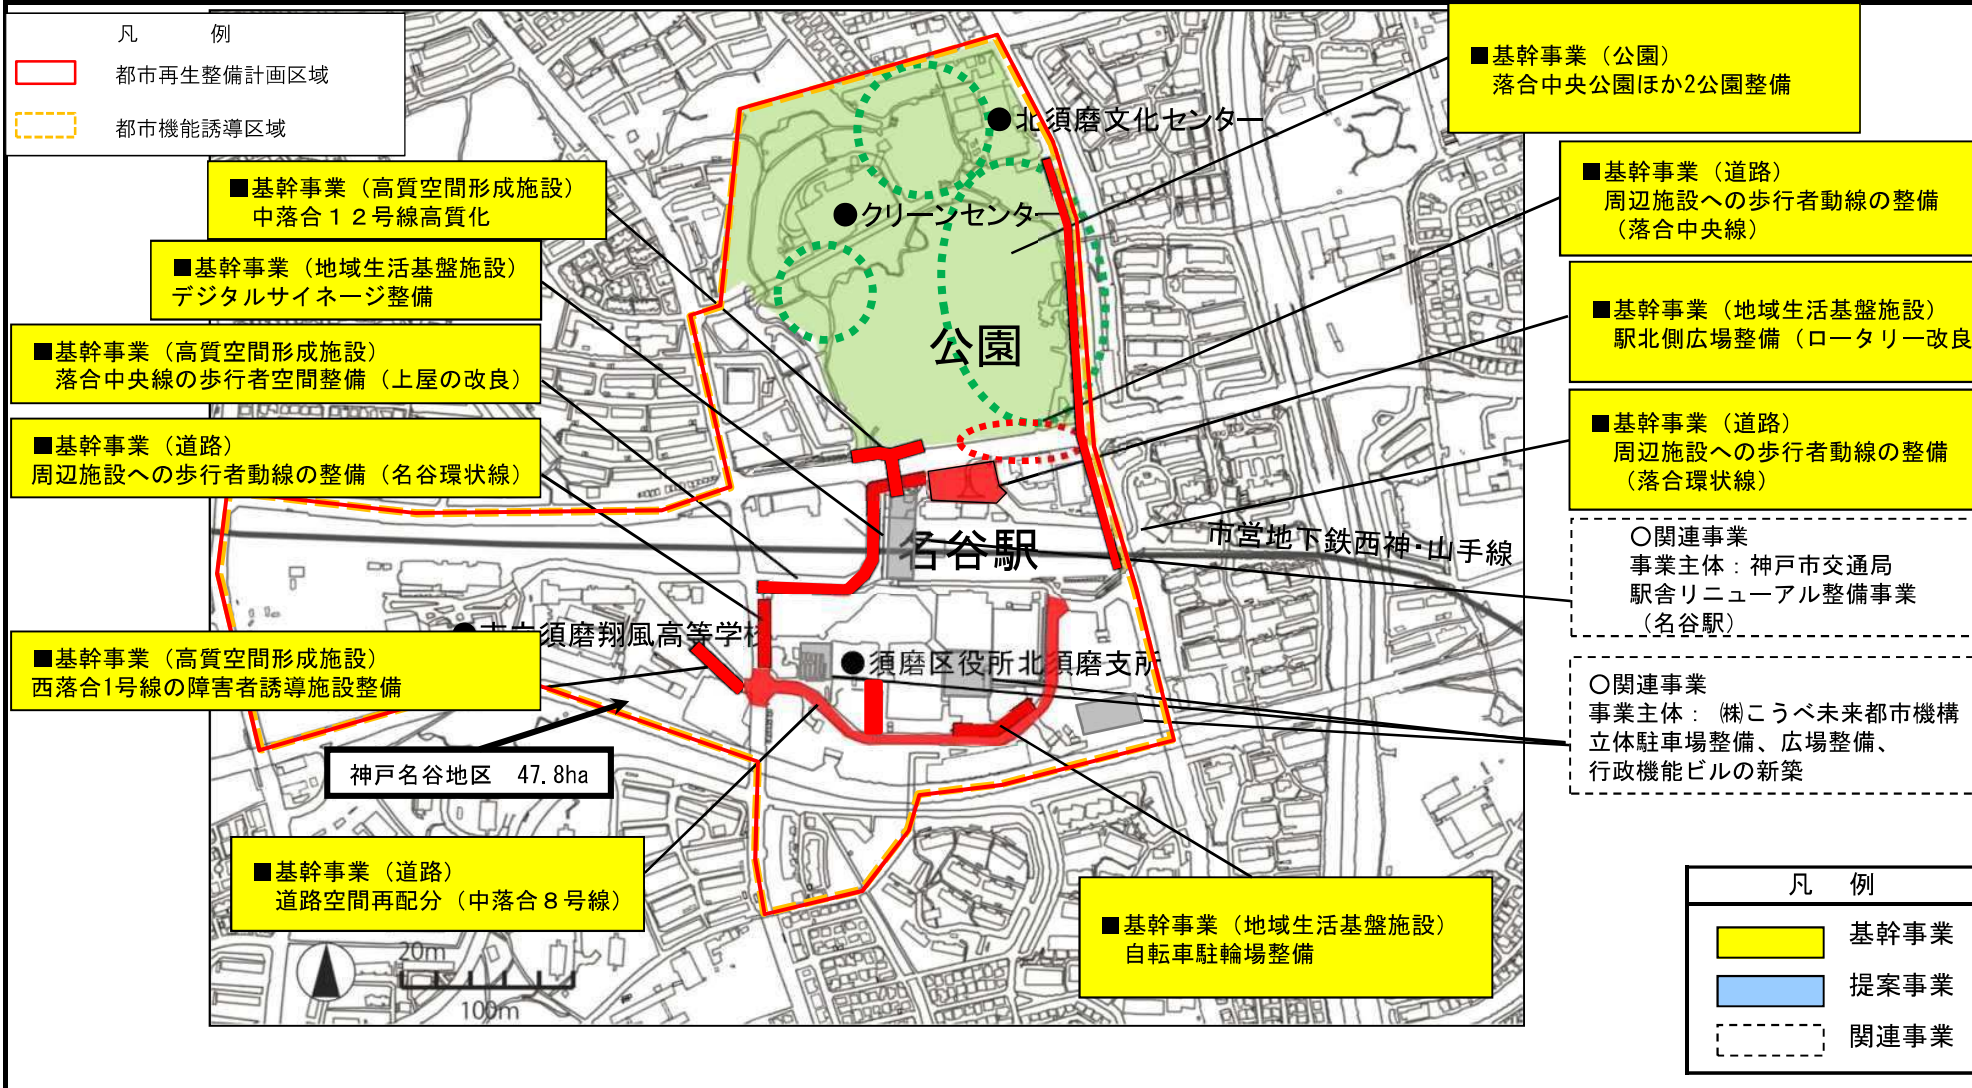 凡　例
都市再生整備計画区域
都市機能誘導区域
■基幹事業（公園）
落合中央公園ほか2公園整備
●北須磨文化センター
■基幹事業（道路）
周辺施設への歩行者動線の整備
（落合中央線）
■基幹事業（高質空間形成施設）
中落合１２号線高質化
●クリーンセンター
■基幹事業（地域生活基盤施設）
デジタルサイネージ整備
■基幹事業（地域生活基盤施設）
駅北側広場整備（ロータリー改良
公園
■基幹事業（高質空間形成施設）
落合中央線の歩行者空間整備（上屋の改良）
■基幹事業（道路）
周辺施設への歩行者動線の整備（名谷環状線）
■基幹事業（道路）
周辺施設への歩行者動線の整備
（落合環状線）
名谷駅
市営地下鉄西神・山手線
○関連事業
事業主体：神戸市交通局
駅舎リニューアル整備事業
（名谷駅）
須磨翔風高等学校
●須磨区役所北須磨支所
■基幹事業（高質空間形成施設）
西落合1号線の障害者誘導施設整備
○関連事業
事業主体：㈱こうべ未来都市機構
立体駐車場整備、広場整備、
行政機能ビルの新築
神戸名谷地区　47.8ha
■基幹事業（道路）
道路空間再配分（中落合８号線）
■基幹事業（地域生活基盤施設）
自転車駐輪場整備
20m
100m
凡　例
基幹事業
提案事業
関連事業